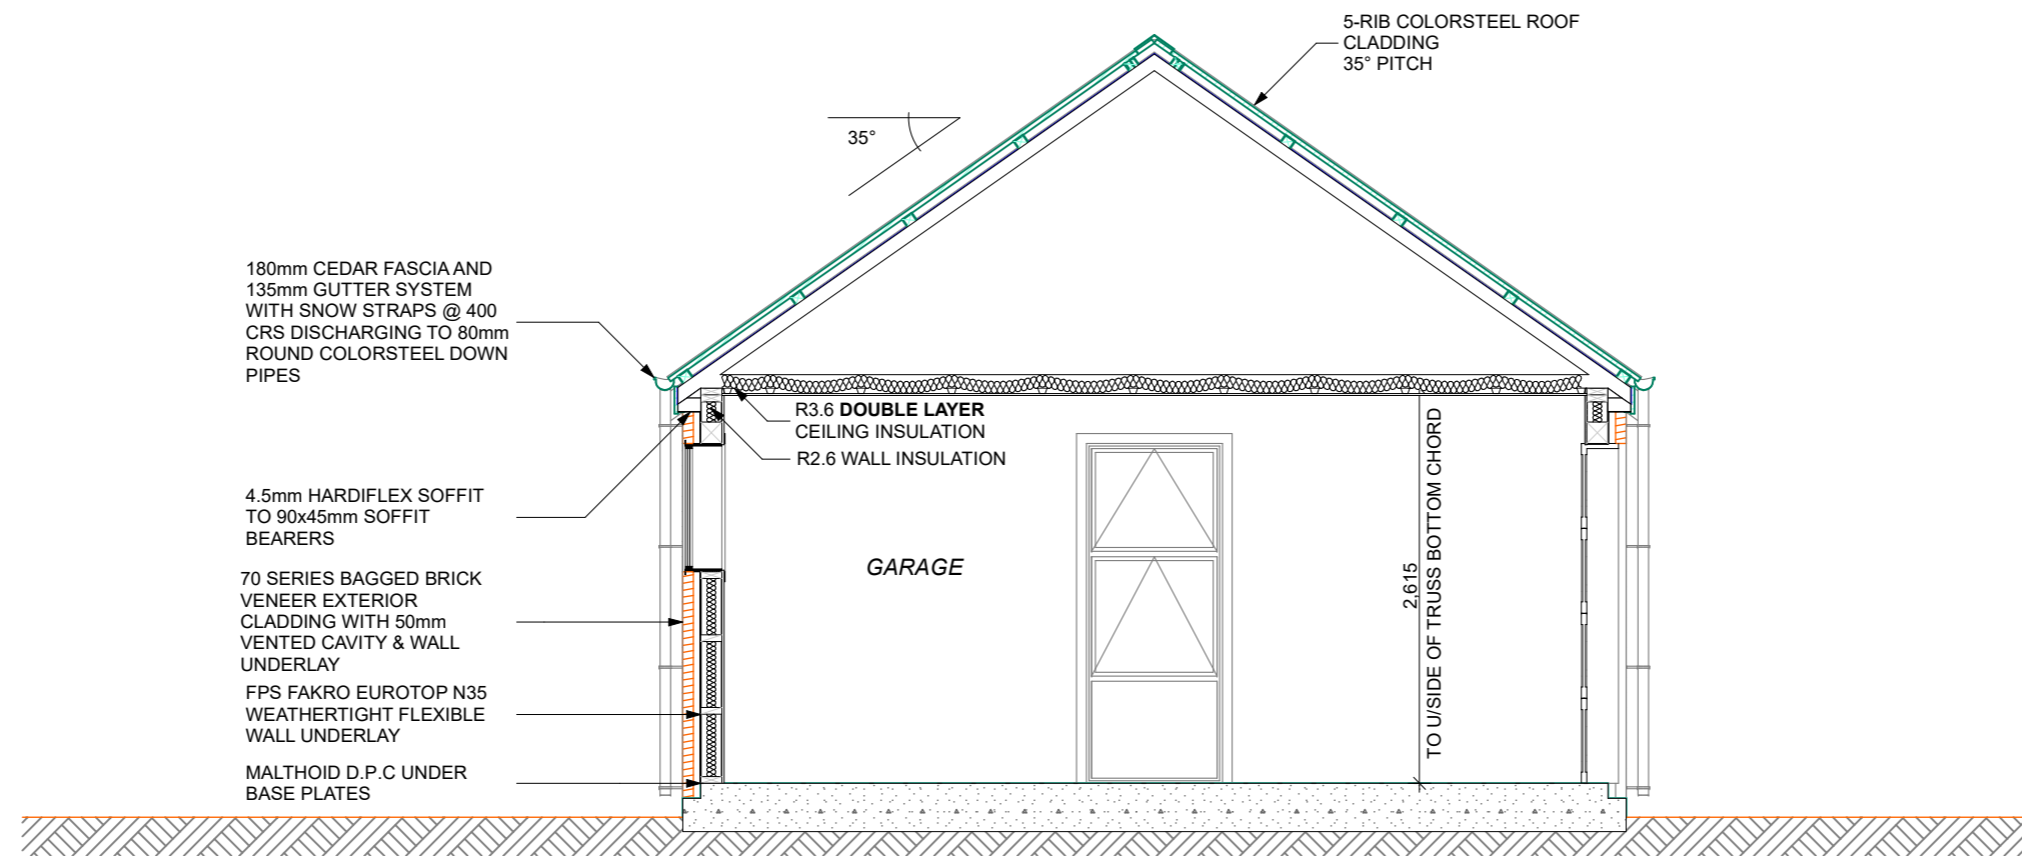 5-RIB COLORSTEEL ROOF
CLADDING
35° PITCH
35°
180mm CEDAR FASCIA AND
135mm GUTTER SYSTEM
WITH SNOW STRAPS @ 400
CRS DISCHARGING TO 80mm
ROUND COLORSTEEL DOWN
PIPES
R3.6 DOUBLE LAYER
CEILING INSULATION
R2.6 WALL INSULATION
4.5mm HARDIFLEX SOFFIT
TO 90x45mm SOFFIT
BEARERS
GARAGE
2,615
TO U/SIDE OF TRUSS BOTTOM CHORD
70 SERIES BAGGED BRICK
VENEER EXTERIOR
CLADDING WITH 50mm
VENTED CAVITY & WALL
UNDERLAY
FPS FAKRO EUROTOP N35
WEATHERTIGHT FLEXIBLE
WALL UNDERLAY
MALTHOID D.P.C UNDER
BASE PLATES